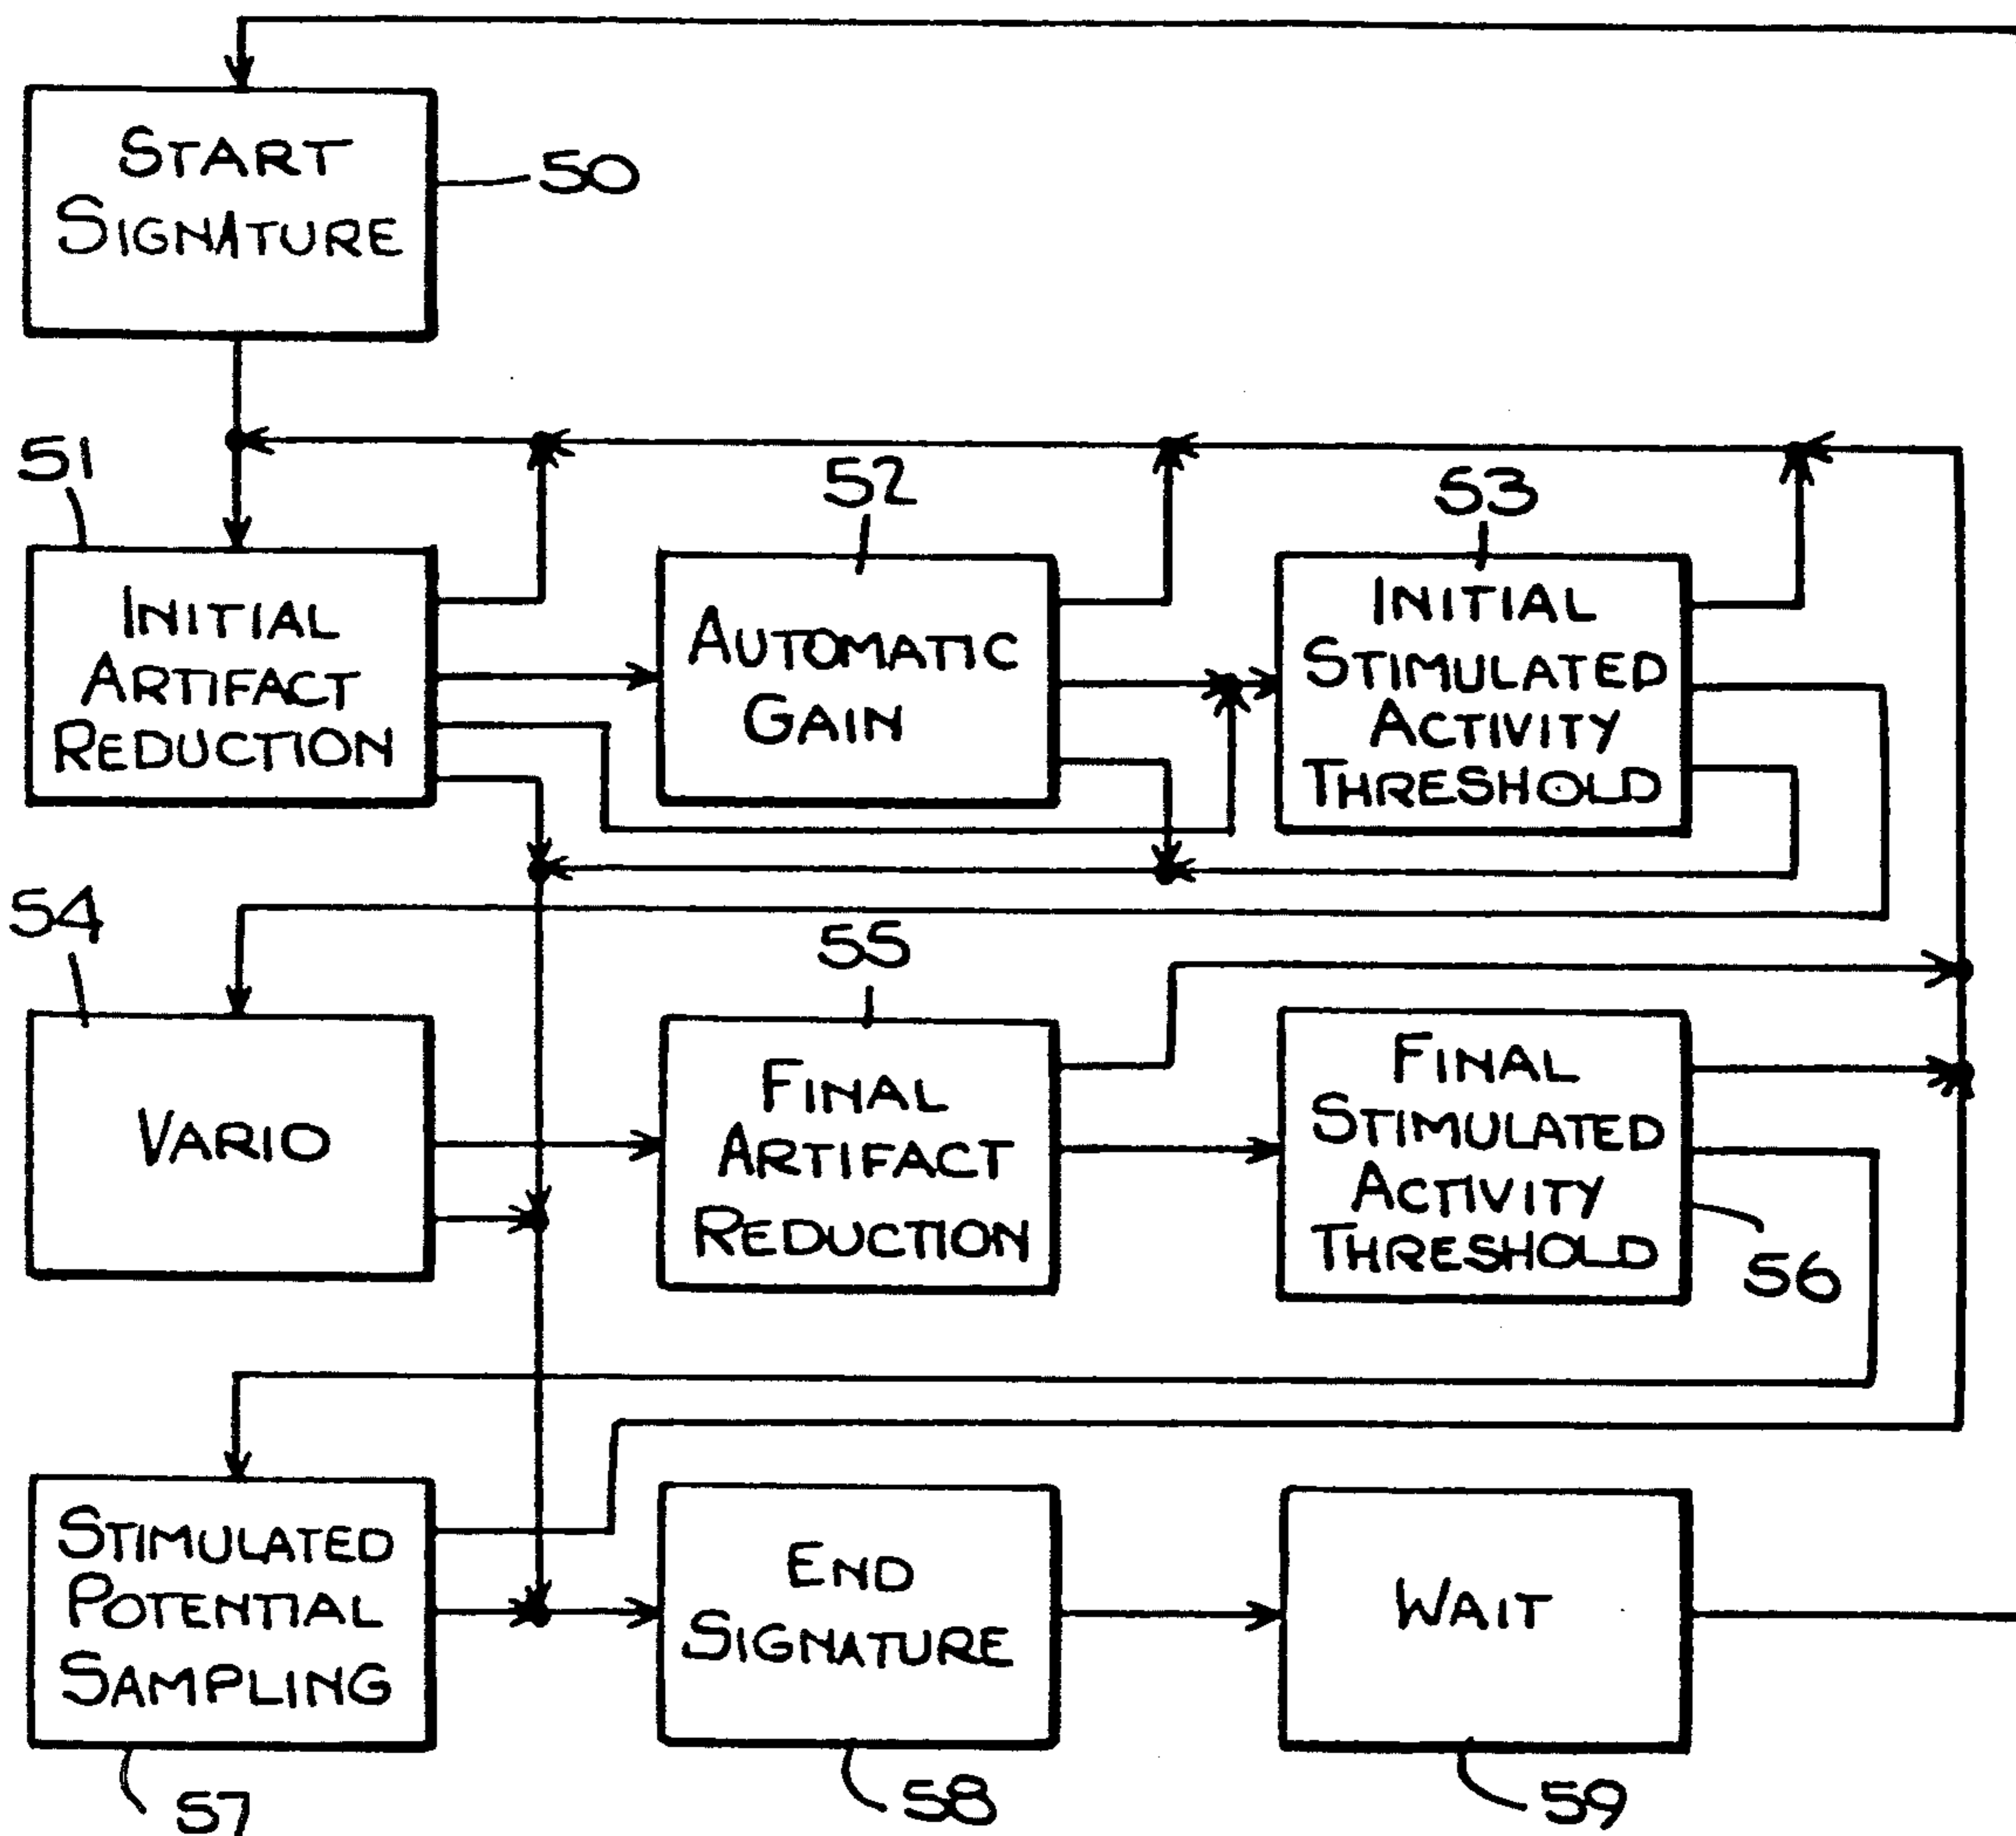 START
SIGNATURE
50
51
52
53
INITIAL
ARTIFACT
REDUCTION
AUTOMATIC
GAIN
INITIAL
STIMULATED
ACTIVITY
THRESHOLD
54
55
VARIO
FINAL
ARTIFACT
REDUCTION
FINAL
STIMULATED
ACTIVITY
THRESHOLD
56
STIMULATED
POTENTIAL
SAMPLING
END
SIGNATURE
WAIT
57
58
59